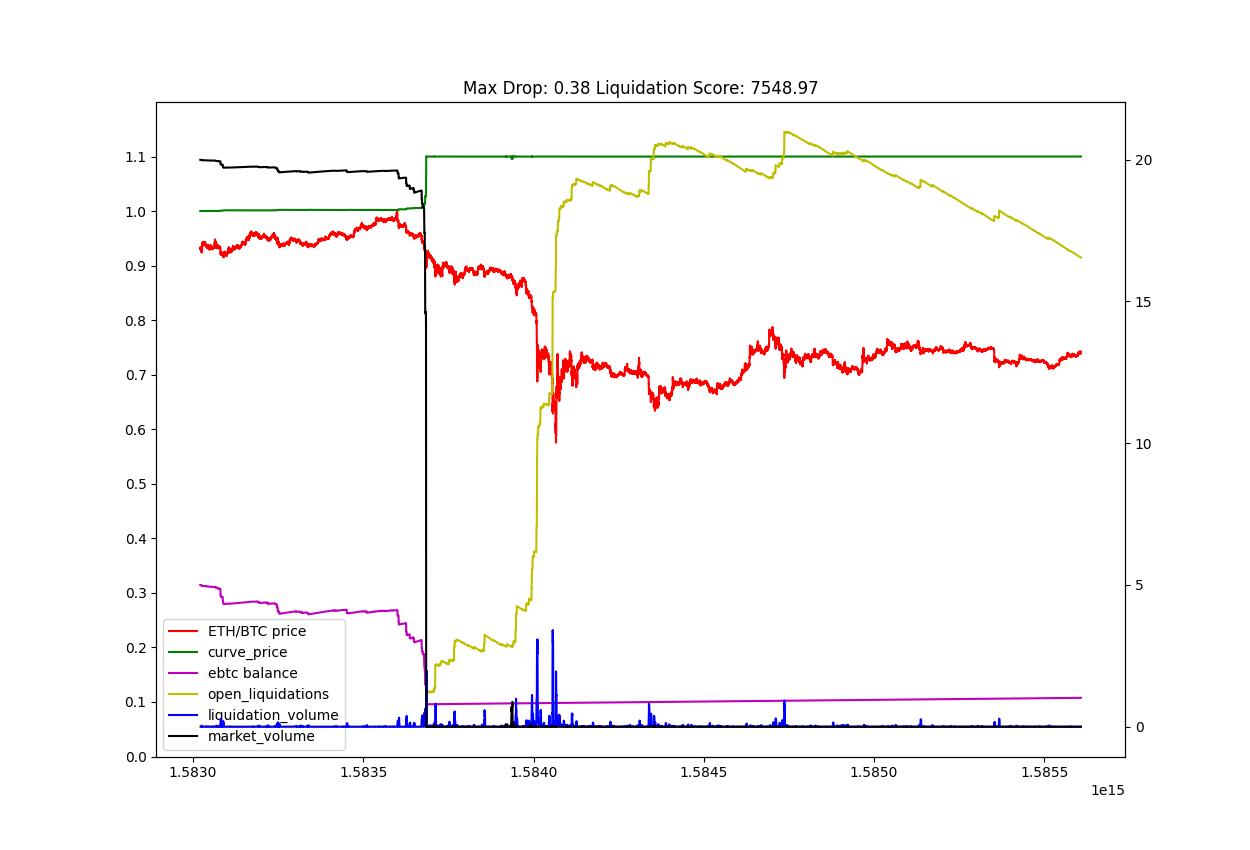 Max Drop: 0.38 Liquidation Score: 7548.97
1.1
1.0
0.9
0.8
0.7
0.6
0.5
0.4
0.3
0.2
0.1
0.0
20
15
10
5
0
ETH/BTC price
curve_price
ebtc balance
open_liquidations
liquidation_volume
market_volume
1.5830 1.5835 1.5840 1.5845 1.5850 1.5855
1e15